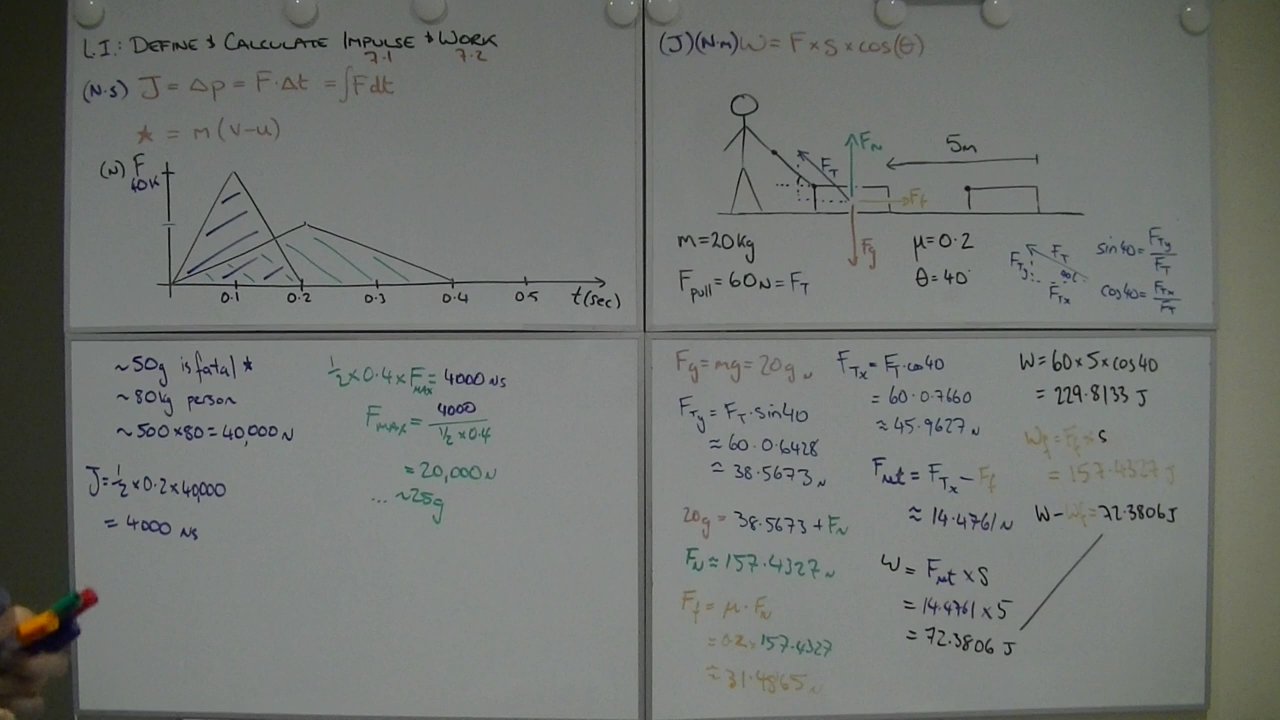 L.I.: DEFINE & CALCULATE IMPULSE & WORK
7.1 7.2
(N·s) J = Δp = F·Δt = ∫Fdt
* = m(v-u)
(N) F
40K
0.1 0.2 0.3 0.4 0.5 t(sec)
(J)(N·m) W = F×s×cos(θ)
F_N
5m
F_T
F_f
F_g
m=20kg
F_pull = 60N = F_T
μ=0.2
θ=40°
F_Ty F_T
F_Tx
sin40 = F_Ty/F_T
cos40 = F_Tx/F_T
~50g is fatal *
~80kg person
~500×80=40,000N
J=½×0.2×40,000
= 4000 Ns
½×0.4×F_MAX = 4000 Ns
F_MAX = 4000/(½×0.4)
= 20,000N
... ~25g
F_g = mg = 20g N
F_Ty = F_T·sin40
≈ 60·0.6428
≈ 38.5673 N
20g = 38.5673 + F_N
F_N ≈ 157.4327 N
F_f = μ·F_N
= 0.2×157.4327
≈ 31.4865 N
F_Tx = F_T·cos40
= 60·0.7660
≈ 45.9627 N
F_net = F_Tx - F_f
≈ 14.4761 N
W = F_net × s
= 14.4761 × 5
= 72.3806 J
W = 60×5×cos40
= 229.8133 J
W_f = F_f × s
= 157.4327 J
W - W_f = 72.3806 J